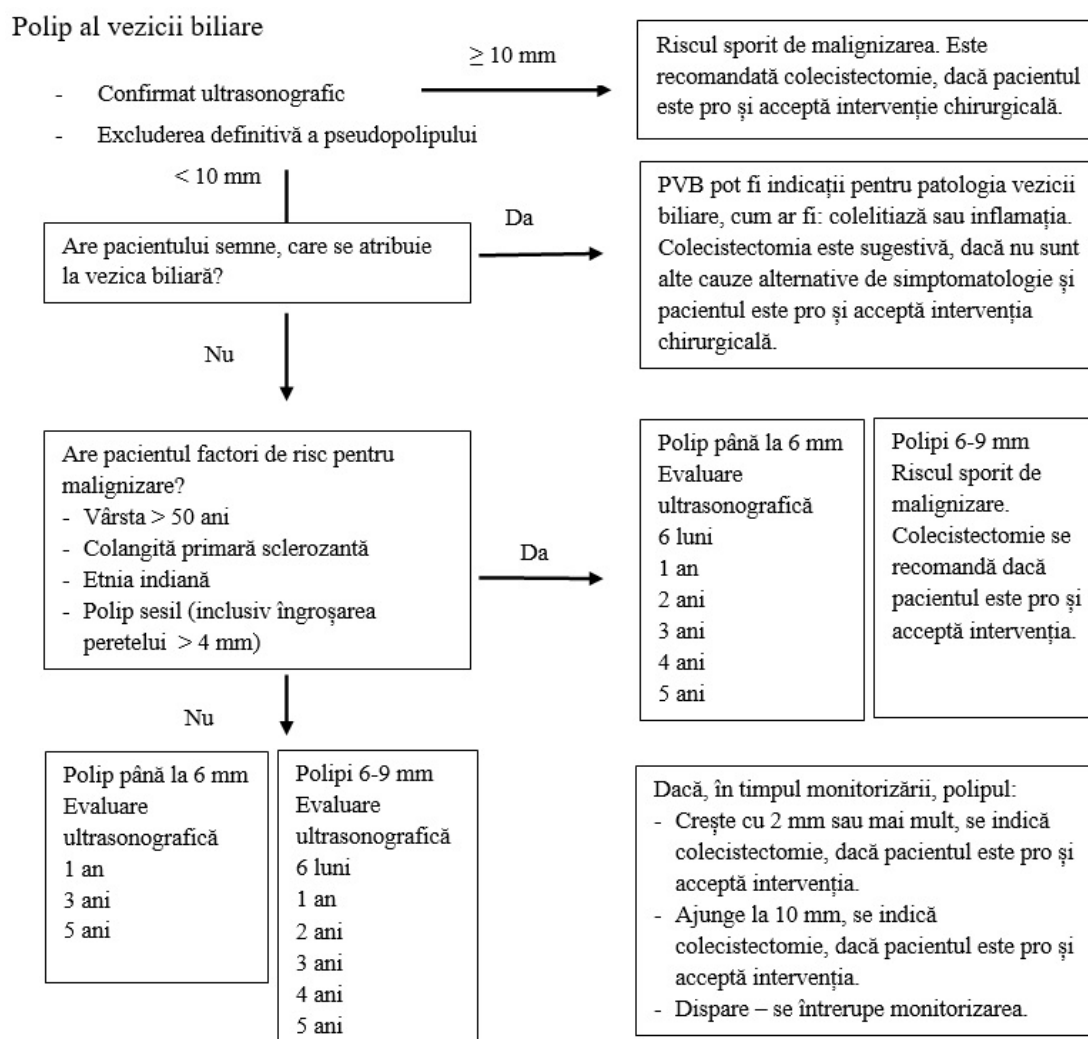 Polip al vezicii biliare
- Confirmat ultrasonografic
- Excluderea definitivă a pseudopolipului
≥ 10 mm
Riscul sporit de malignizarea. Este
recomandată colecistectomie, dacă pacientul
este pro și acceptă intervenție chirurgicală.
< 10 mm
Are pacientului semne, care se atribuie
la vezica biliară?
Da
PVB pot fi indicații pentru patologia vezicii
biliare, cum ar fi: colelitiază sau inflamația.
Colecistectomia este sugestivă, dacă nu sunt
alte cauze alternative de simptomatologie și
pacientul este pro și acceptă intervenția
chirurgicală.
Nu
Are pacientul factori de risc pentru
malignizare?
- Vârsta > 50 ani
- Colangită primară sclerozantă
- Etnia indiană
- Polip sesil (inclusiv îngroșarea
peretelui > 4 mm)
Da
Polip până la 6 mm
Evaluare
ultrasonografică
6 luni
1 an
2 ani
3 ani
4 ani
5 ani
Polipi 6-9 mm
Riscul sporit de
malignizare.
Colecistectomie se
recomandă dacă
pacientul este pro și
acceptă intervenția.
Nu
Polip până la 6 mm
Evaluare
ultrasonografică
1 an
3 ani
5 ani
Polipi 6-9 mm
Evaluare
ultrasonografică
6 luni
1 an
2 ani
3 ani
4 ani
5 ani
Dacă, în timpul monitorizării, polipul:
- Crește cu 2 mm sau mai mult, se indică
colecistectomie, dacă pacientul este pro și
acceptă intervenția.
- Ajunge la 10 mm, se indică
colecistectomie, dacă pacientul este pro și
acceptă intervenția.
- Dispare – se întrerupe monitorizarea.